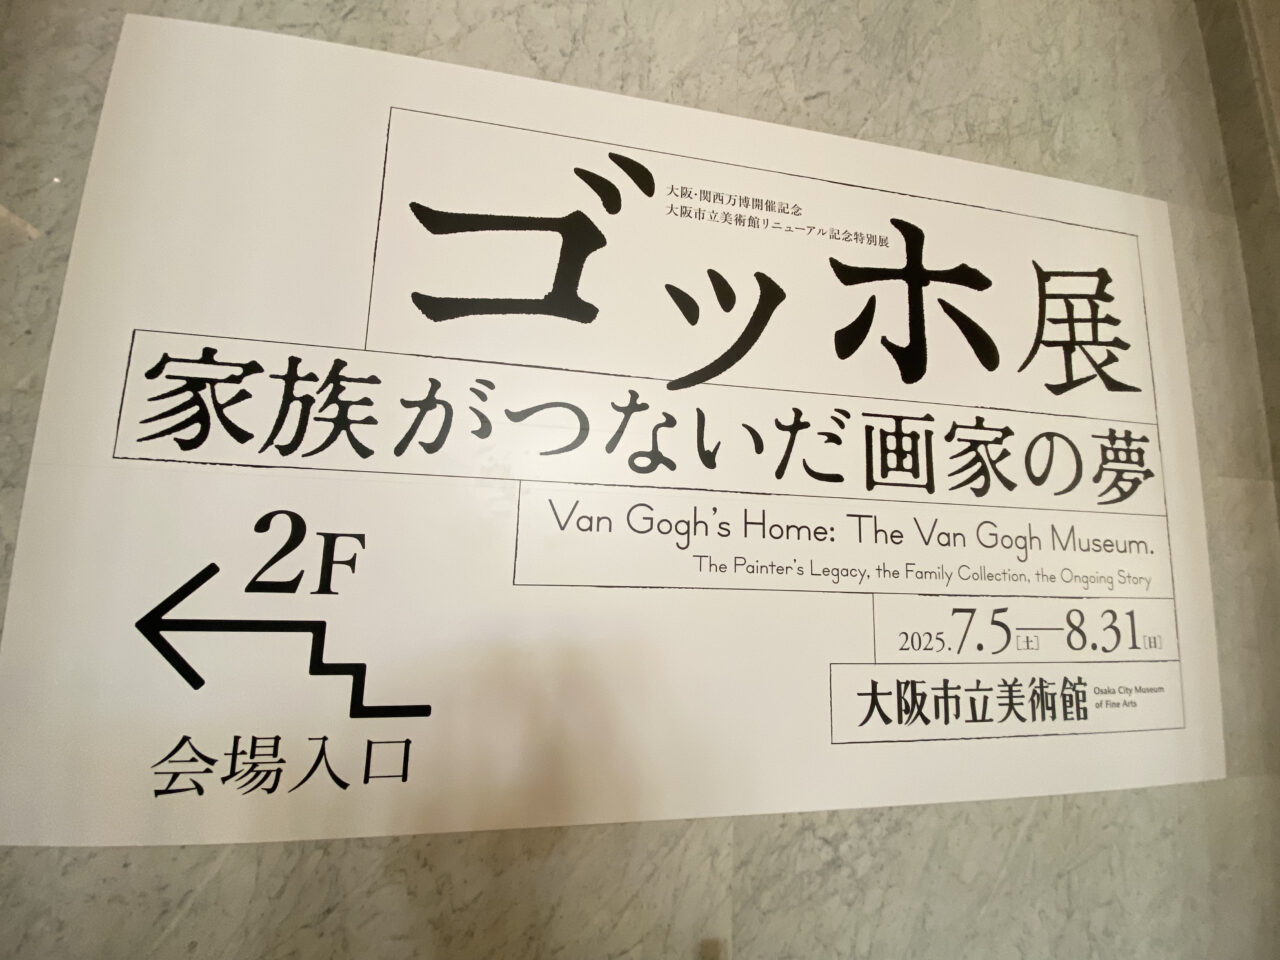 大阪・関西万博開催記念
大阪市立美術館リニューアル記念特別展
ゴッホ展
家族がつないだ画家の夢
Van Gogh's Home: The Van Gogh Museum.
The Painter's Legacy, the Family Collection, the Ongoing Story
2025.7.5[土]—8.31[日]
大阪市立美術館
Osaka City Museum
of Fine Arts
2F
会場入口